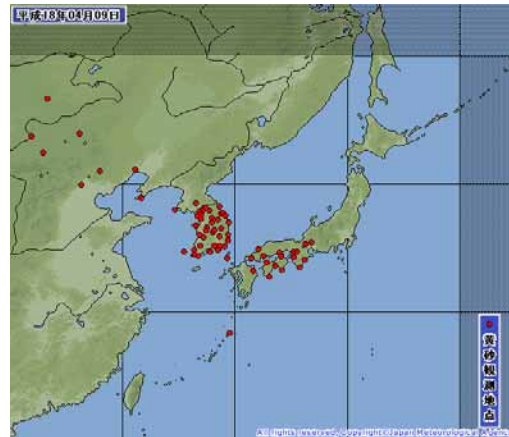 平成18年04月09日
黄砂観測地点
All rights reserved. Copyright(c)Japan Meteorological Agency